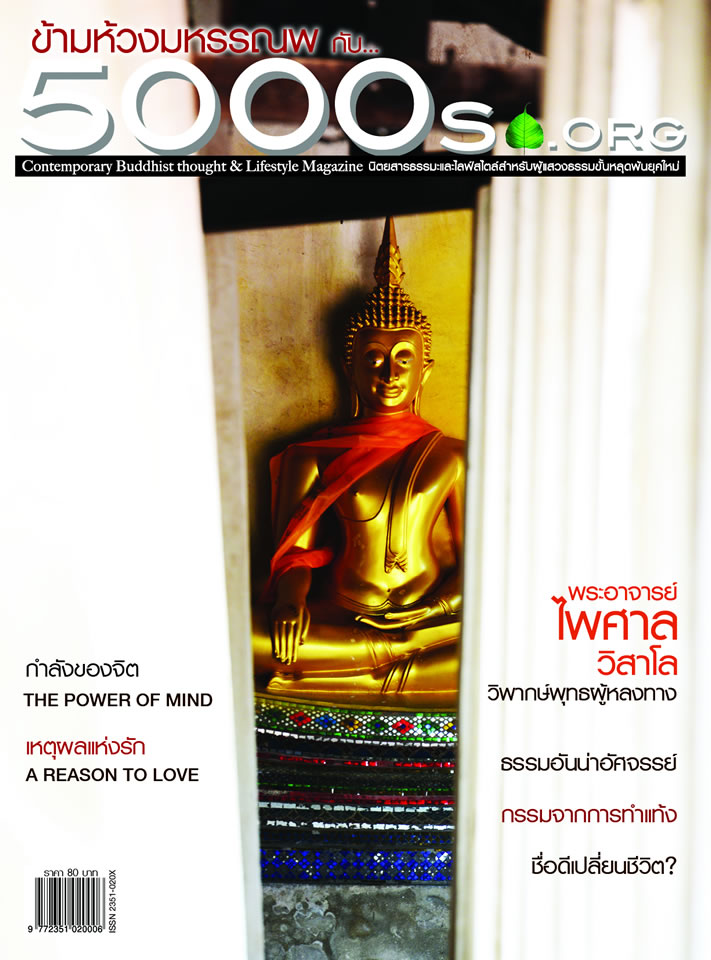 ข้ามห้วงมหรรณพ กับ...
5000s.ORG
Contemporary Buddhist thought & Lifestyle Magazine นิตยสารธรรมะและไลฟ์สไตล์สำหรับผู้แสวงธรรมขั้นหลุดพ้นยุคใหม่
พระอาจารย์
ไพศาล
วิสาโล
วิพากษ์พุทธผู้หลงทาง
กำลังของจิต
THE POWER OF MIND
เหตุผลแห่งรัก
A REASON TO LOVE
ธรรมอันน่าอัศจรรย์
กรรมจากการทำแท้ง
ชื่อดีเปลี่ยนชีวิต?
ราคา 80 บาท
9 772351 020006
ISSN 2351-020X